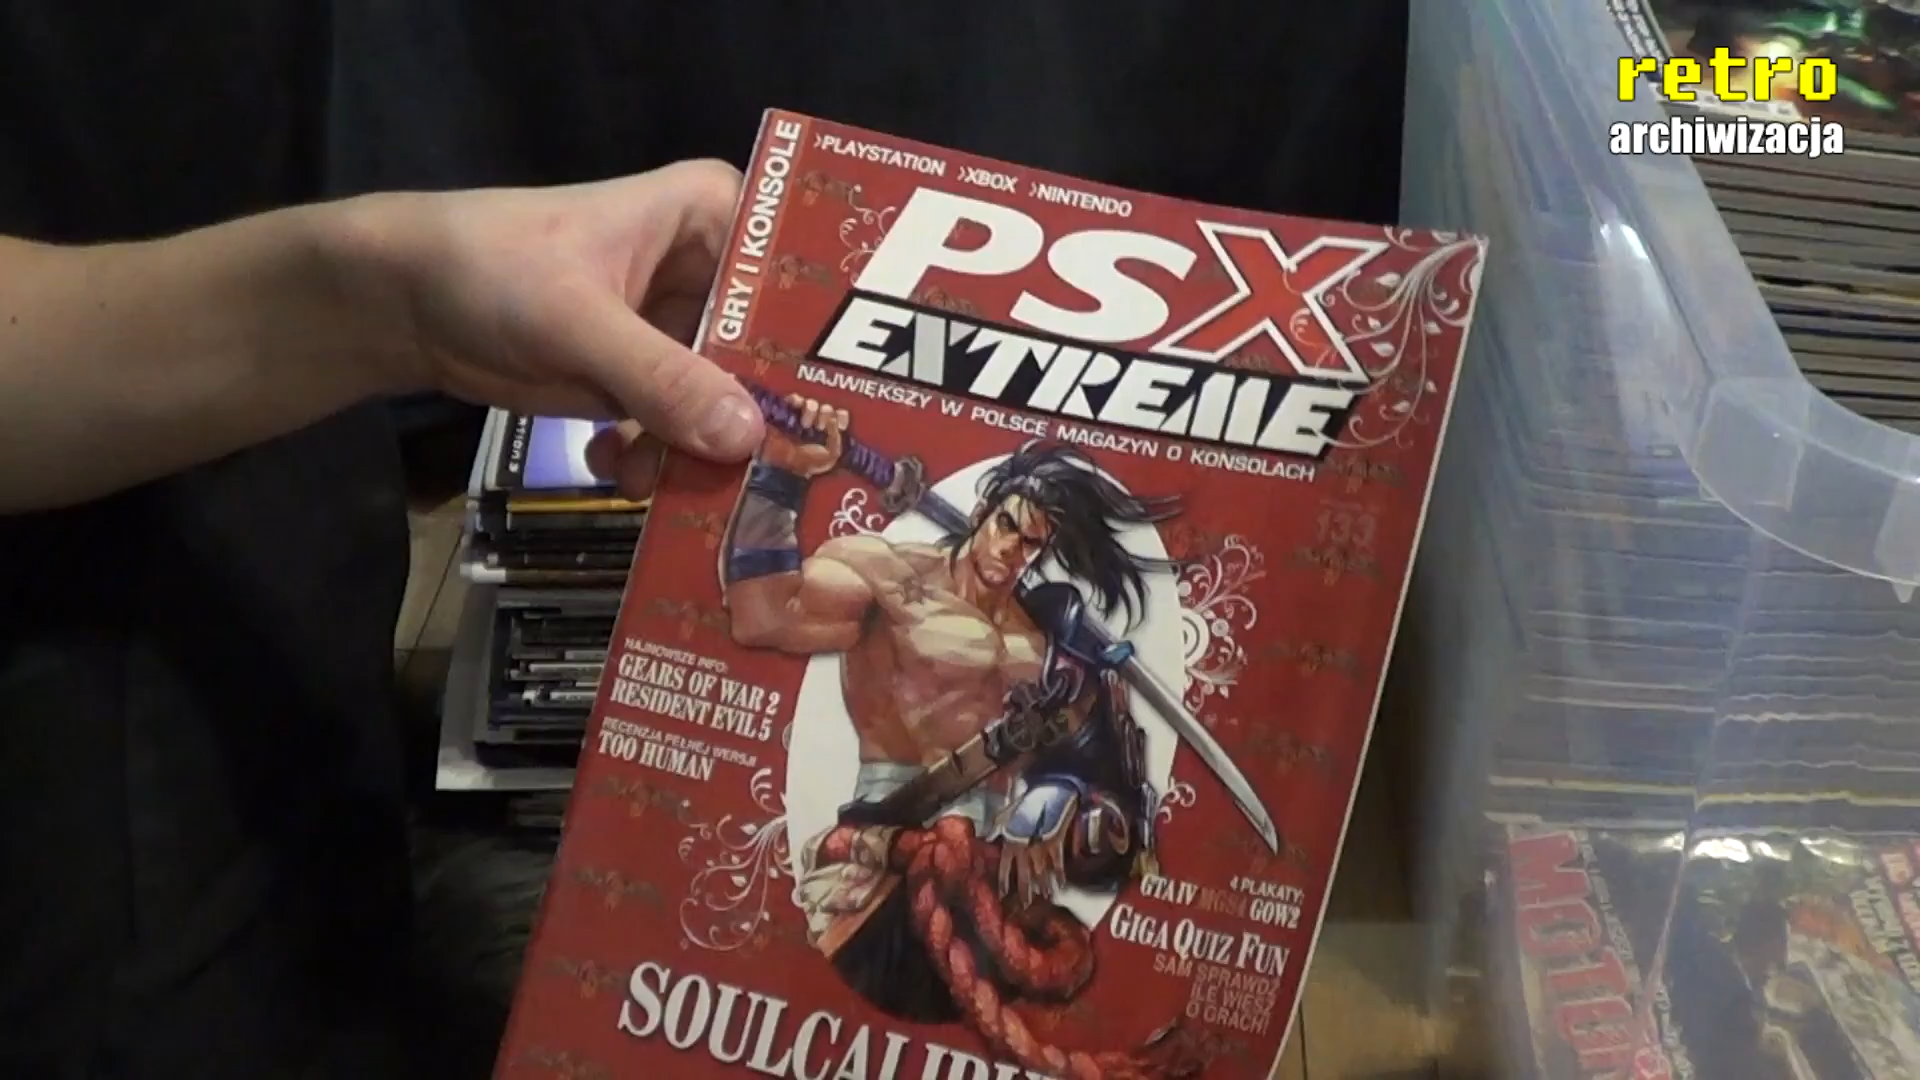 retro
archiwizacja
GRY I KONSOLE
>PLAYSTATION >XBOX >NINTENDO
PSX
EXTREME
NAJWIĘKSZY W POLSCE MAGAZYN O KONSOLACH
133
NAJNOWSZE INFO:
GEARS OF WAR 2
RESIDENT EVIL 5
RECENZJA PEŁNEJ WERSJI
TOO HUMAN
4 PLAKATY:
GTA IV MGS4 GOW2
GIGA QUIZ FUN
SAM SPRAWDŹ
ILE WIESZ
O GRACH!